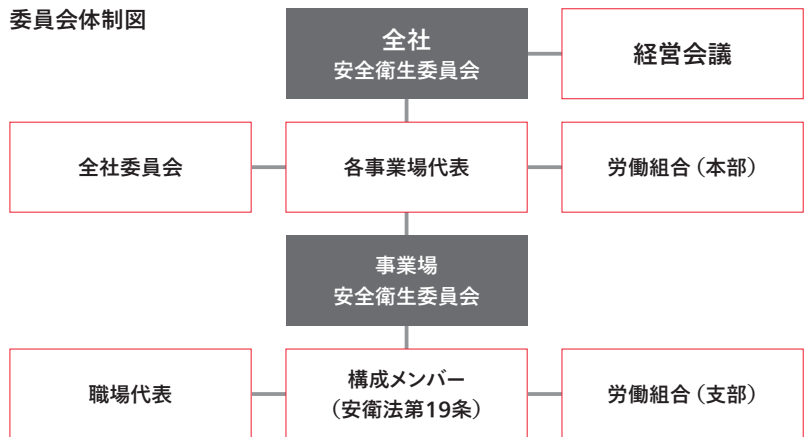 委員会体制図
全社
安全衛生委員会
経営会議
全社委員会
各事業場代表
労働組合（本部）
事業場
安全衛生委員会
職場代表
構成メンバー
（安衛法第19条）
労働組合（支部）